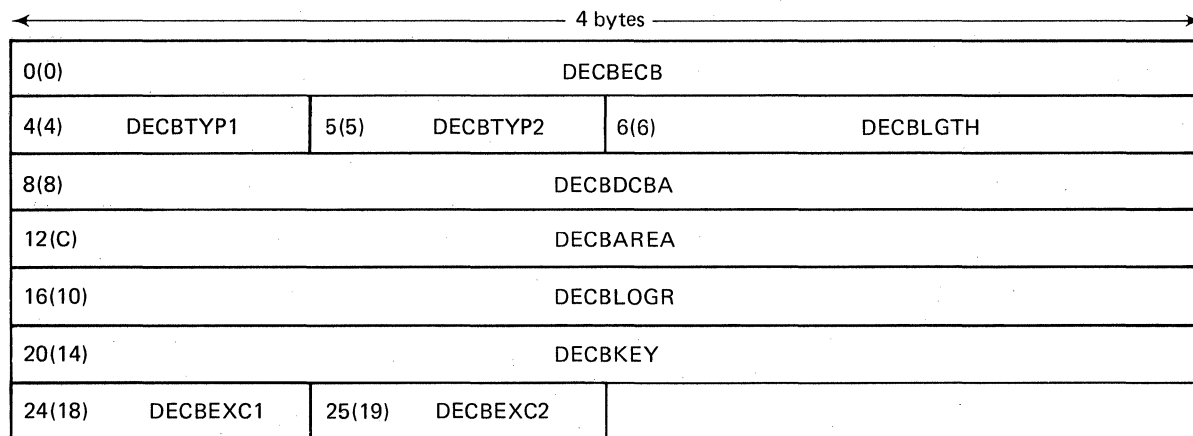 4 bytes
0(0) DECBECB
4(4) DECBTYP1 5(5) DECBTYP2 6(6) DECBLGTH
8(8) DECBDCBA
12(C) DECBAREA
16(10) DECBLOGR
20(14) DECBKEY
24(18) DECBEXC1 25(19) DECBEXC2